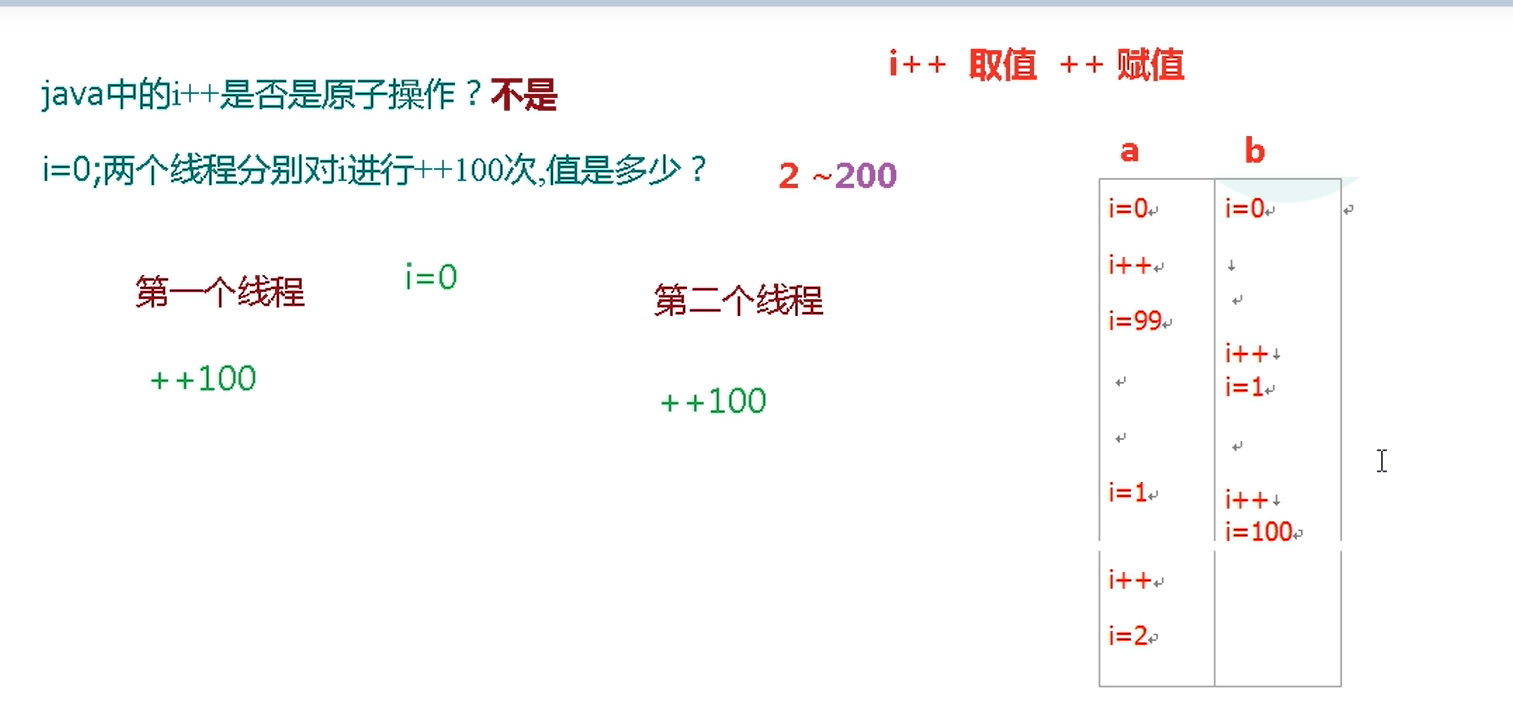 i++ 取值 ++ 赋值
java中的i++是否是原子操作？不是
i=0;两个线程分别对i进行++100次,值是多少？ 2 ~200
第一个线程
i=0
第二个线程
++100
++100
a b
i=0↵ i=0↵ ↵
i++↵ ↓
↵
i=99↵
i++↓
i=1↵
↵
↵ ↵
i=1↵ i++↓
i=100↵
i++↵
i=2↵